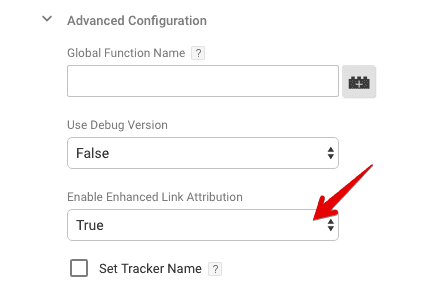 Advanced Configuration
Global Function Name ?
Use Debug Version
False
Enable Enhanced Link Attribution
True
Set Tracker Name ?